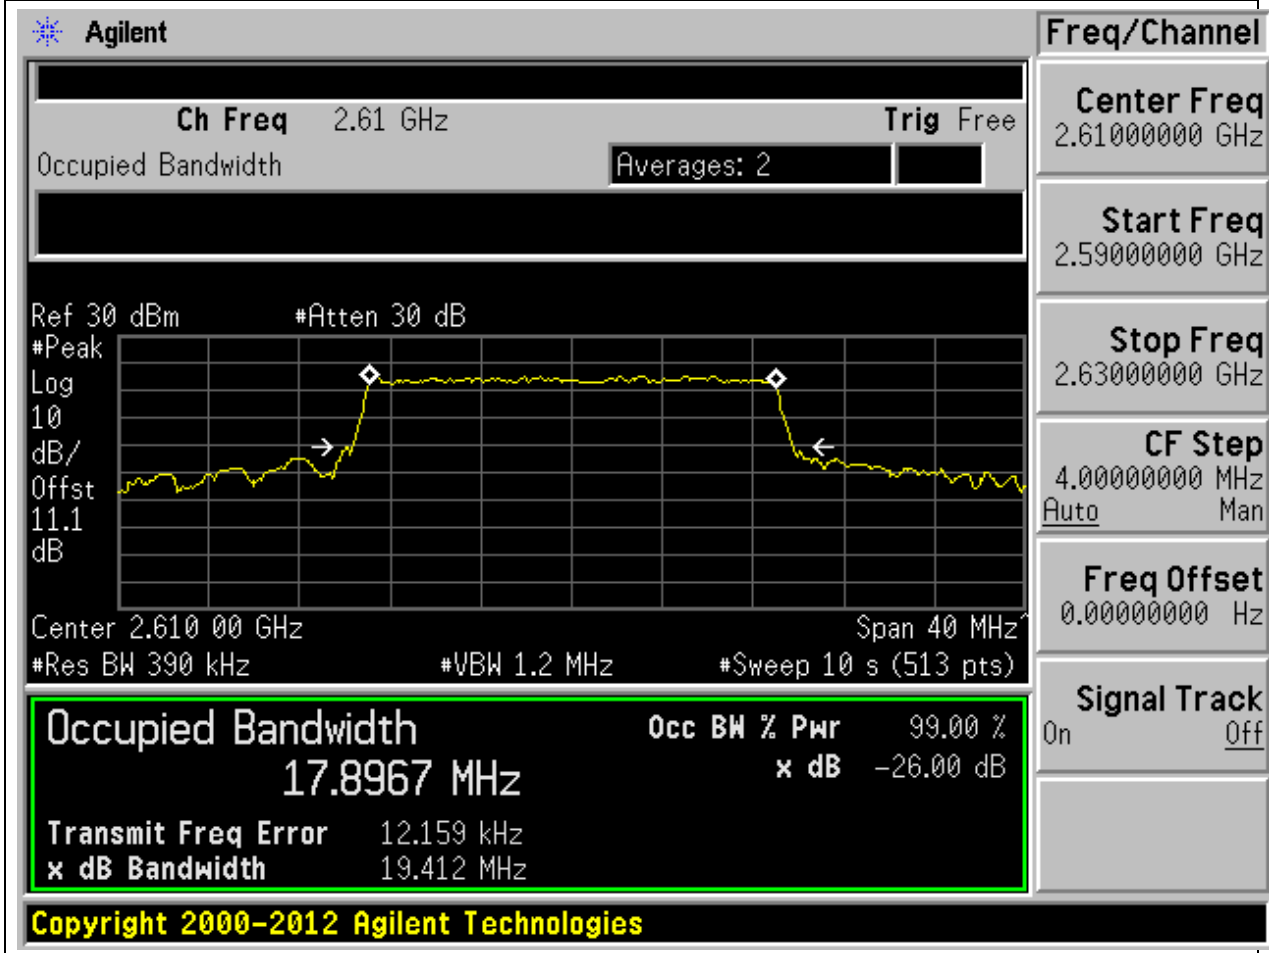 Agilent
Freq/Channel
Ch Freq 2.61 GHz Trig Free
Occupied Bandwidth Averages: 2
Ref 30 dBm #Atten 30 dB
#Peak
Log
10
dB/
Offst
11.1
dB
Center 2.610 00 GHz Span 40 MHz^
#Res BW 390 kHz #VBW 1.2 MHz #Sweep 10 s (513 pts)
Occupied Bandwidth
17.8967 MHz
Occ BW % Pwr 99.00 %
x dB -26.00 dB
Transmit Freq Error 12.159 kHz
x dB Bandwidth 19.412 MHz
Copyright 2000-2012 Agilent Technologies
Center Freq
2.61000000 GHz
Start Freq
2.59000000 GHz
Stop Freq
2.63000000 GHz
CF Step
4.00000000 MHz
Auto Man
Freq Offset
0.00000000 Hz
Signal Track
On Off